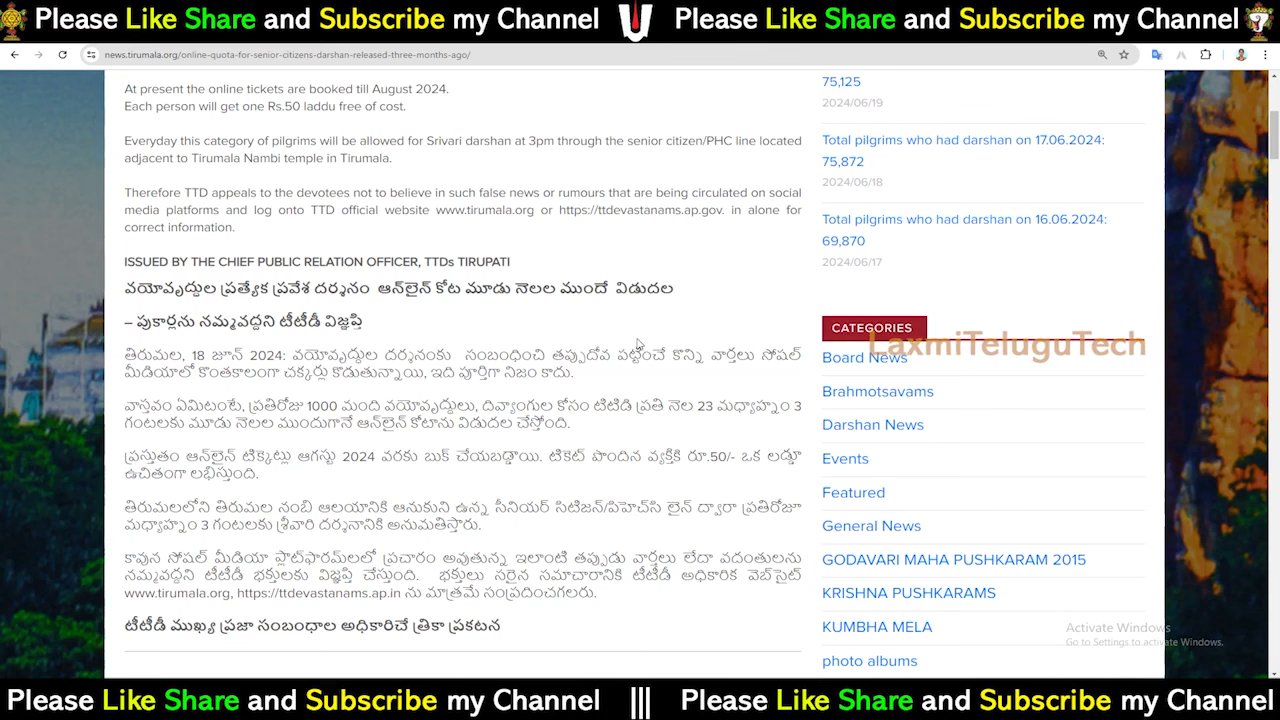 Please Like Share and Subscribe my Channel
Please Like Share and Subscribe my Channel
news.tirumala.org/online-quota-for-senior-citizens-darshan-released-three-months-ago/
At present the online tickets are booked till August 2024.
Each person will get one Rs.50 laddu free of cost.
Everyday this category of pilgrims will be allowed for Srivari darshan at 3pm through the senior citizen/PHC line located
adjacent to Tirumala Nambi temple in Tirumala.
Therefore TTD appeals to the devotees not to believe in such false news or rumours that are being circulated on social
media platforms and log onto TTD official website www.tirumala.org or https://ttdevastanams.ap.gov. in alone for
correct information.
ISSUED BY THE CHIEF PUBLIC RELATION OFFICER, TTDs TIRUPATI
వయోవృద్దుల ప్రత్యేక ప్రవేశ దర్శనం ఆన్‌లైన్ కోట మూడు నెలల ముందే విడుదల
– పుకార్లను నమ్మవద్దని టీటీడీ విజ్ఞప్తి
తిరుమల, 18 జూన్ 2024: వయోవృద్దుల దర్శనంకు సంబంధించి తప్పుదోవ పట్టించే కొన్ని వార్తలు సోషల్
మీడియాలో కొంతకాలంగా చక్కర్లు కొడుతున్నాయి, ఇది పూర్తిగా నిజం కాదు.
వాస్తవం ఏమిటంటే, ప్రతిరోజు 1000 మంది వయోవృద్దులు, దివ్యాంగుల కోసం టిటిడి ప్రతి నెల 23 మధ్యాహ్నం 3
గంటలకు మూడు నెలల ముందుగానే ఆన్‌లైన్ కోటాను విడుదల చేస్తోంది.
ప్రస్తుతం ఆన్‌లైన్ టిక్కెట్లు ఆగస్టు 2024 వరకు బుక్ చేయబడ్డాయి. టికెట్ పొందిన వ్యక్తికి రూ.50/- ఒక లడ్డూ
ఉచితంగా లభిస్తుంది.
తిరుమలలోని తిరుమల నంబి ఆలయానికి ఆనుకుని ఉన్న సీనియర్ సిటిజన్/పిహెచ్‌సి లైన్ ద్వారా ప్రతిరోజూ
మధ్యాహ్నం 3 గంటలకు శ్రీవారి దర్శనానికి అనుమతిస్తారు.
కావున సోషల్ మీడియా ప్లాట్‌ఫారమ్‌లలో ప్రచారం అవుతున్న ఇలాంటి తప్పుడు వార్తలు లేదా వదంతులను
నమ్మవద్దని టీటీడీ భక్తులకు విజ్ఞప్తి చేస్తుంది. భక్తులు సరైన సమాచారానికి టీటీడీ అధికారిక వెబ్‌సైట్
www.tirumala.org, https://ttdevastanams.ap.in ను మాత్రమే సంప్రదించగలరు.
టీటీడీ ముఖ్య ప్రజా సంబంధాల అధికారిచే త్రికా ప్రకటన
75,125
2024/06/19
Total pilgrims who had darshan on 17.06.2024:
75,872
2024/06/18
Total pilgrims who had darshan on 16.06.2024:
69,870
2024/06/17
CATEGORIES
LaxmiTeluguTech
Board News
Brahmotsavams
Darshan News
Events
Featured
General News
GODAVARI MAHA PUSHKARAM 2015
KRISHNA PUSHKARAMS
KUMBHA MELA
photo albums
Activate Windows
Go to Settings to activate Windows.
Please Like Share and Subscribe my Channel
|||
Please Like Share and Subscribe my Channel